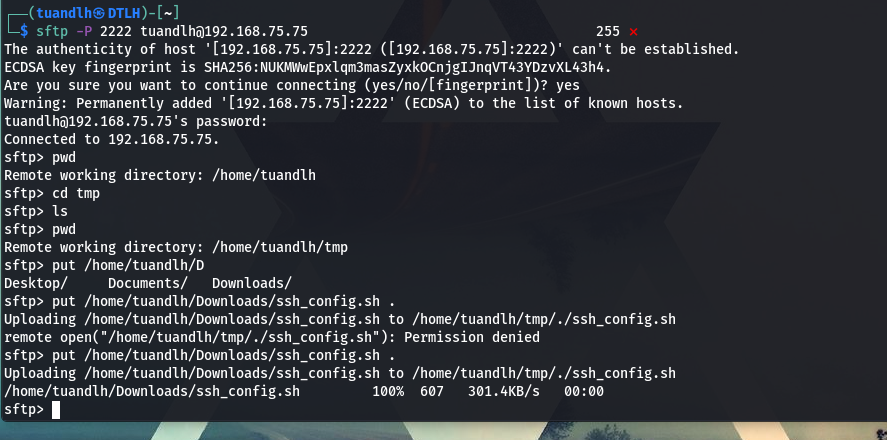 ┌──(tuandlh㉿DTLH)-[~]
└─$ sftp -P 2222 tuandlh@192.168.75.75 255 ⨯
The authenticity of host '[192.168.75.75]:2222 ([192.168.75.75]:2222)' can't be established.
ECDSA key fingerprint is SHA256:NUKMWwEpxlqm3masZyxkOCnjgIJnqVT43YDzvXL43h4.
Are you sure you want to continue connecting (yes/no/[fingerprint])? yes
Warning: Permanently added '[192.168.75.75]:2222' (ECDSA) to the list of known hosts.
tuandlh@192.168.75.75's password:
Connected to 192.168.75.75.
sftp> pwd
Remote working directory: /home/tuandlh
sftp> cd tmp
sftp> ls
sftp> pwd
Remote working directory: /home/tuandlh/tmp
sftp> put /home/tuandlh/D
Desktop/ Documents/ Downloads/
sftp> put /home/tuandlh/Downloads/ssh_config.sh .
Uploading /home/tuandlh/Downloads/ssh_config.sh to /home/tuandlh/tmp/./ssh_config.sh
remote open("/home/tuandlh/tmp/./ssh_config.sh"): Permission denied
sftp> put /home/tuandlh/Downloads/ssh_config.sh .
Uploading /home/tuandlh/Downloads/ssh_config.sh to /home/tuandlh/tmp/./ssh_config.sh
/home/tuandlh/Downloads/ssh_config.sh 100% 607 301.4KB/s 00:00
sftp>